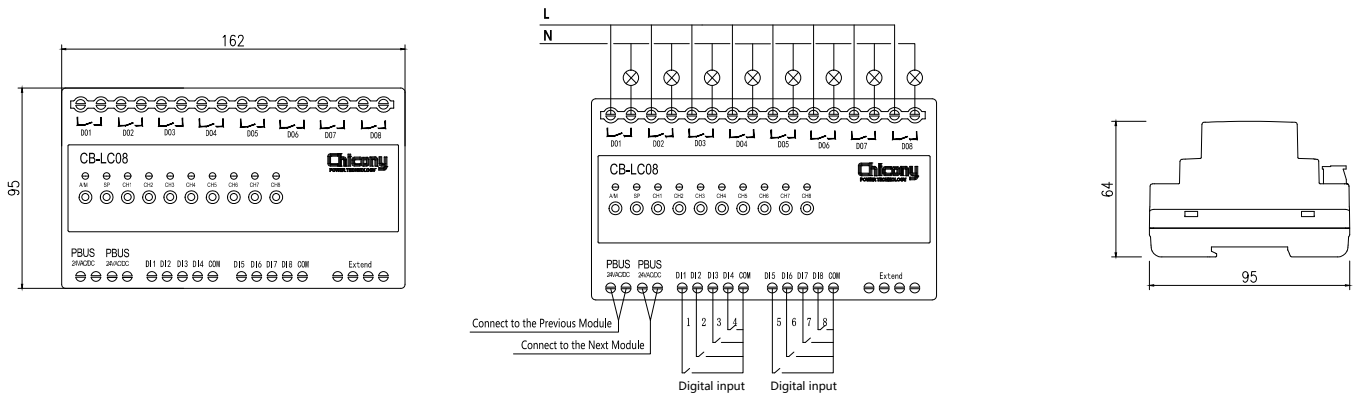 162
95
DO1 DO2 DO3 DO4 DO5 DO6 DO7 DO8
CB-LC08
Chicony
POWER TECHNOLOGY
A/M SP CH1 CH2 CH3 CH4 CH5 CH6 CH7 CH8
PBUS PBUS
24VAC/DC 24VAC/DC
DI1 DI2 DI3 DI4 COM DI5 DI6 DI7 DI8 COM Extend
L
N
DO1 DO2 DO3 DO4 DO5 DO6 DO7 DO8
CB-LC08
Chicony
POWER TECHNOLOGY
A/M SP CH1 CH2 CH3 CH4 CH5 CH6 CH7 CH8
PBUS PBUS
24VAC/DC 24VAC/DC
DI1 DI2 DI3 DI4 COM DI5 DI6 DI7 DI8 COM Extend
Connect to the Previous Module
1 2 3 4 5 6 7 8
Connect to the Next Module
Digital input Digital input
64
95